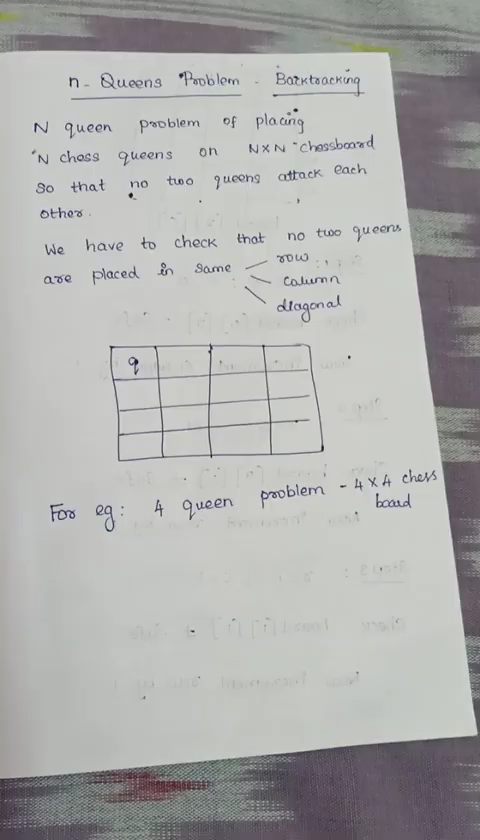 n - Queens Problem - Backtracking
N queen problem of placing
N chess queens on N×N chessboard
So that no two queens attack each
other.
We have to check that no two queens
are placed in same row
column
diagonal
q
For eg: 4 queen problem - 4×4 chess
board